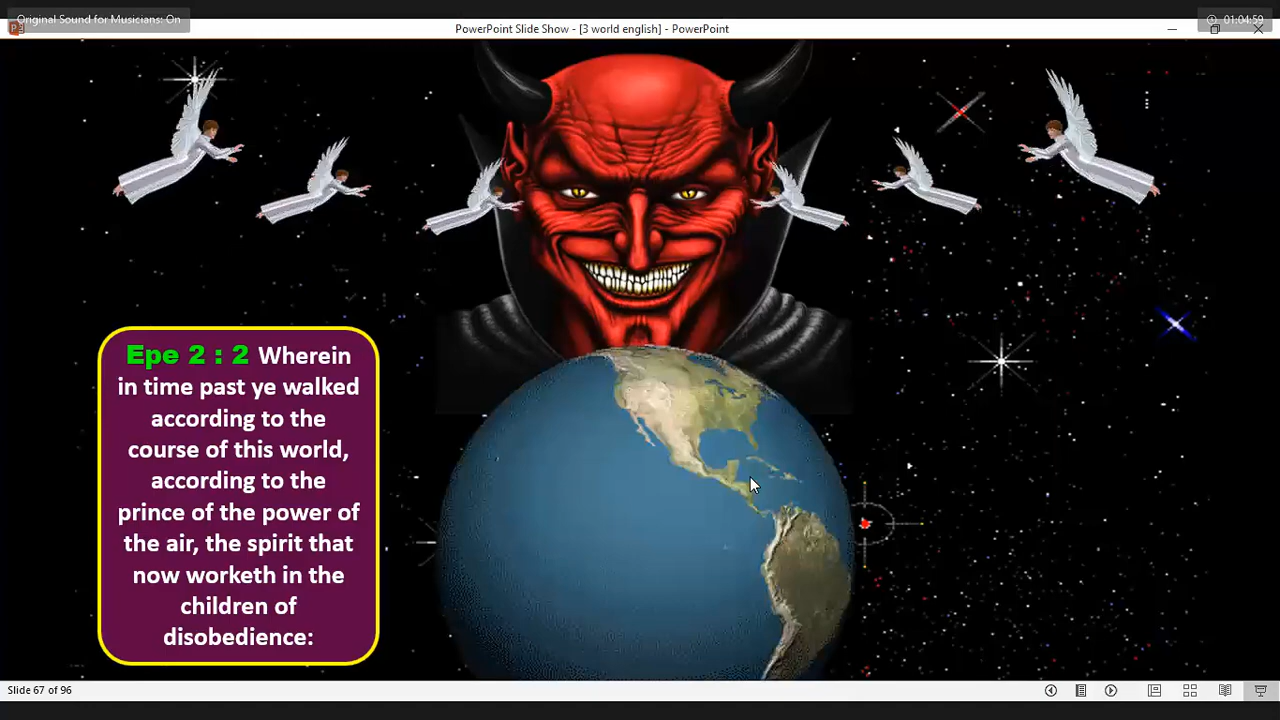 Original Sound for Musicians: On
01:04:59
PowerPoint Slide Show - [3 world english] - PowerPoint
Epe 2 : 2 Wherein
in time past ye walked
according to the
course of this world,
according to the
prince of the power of
the air, the spirit that
now worketh in the
children of
disobedience:
Slide 67 of 96